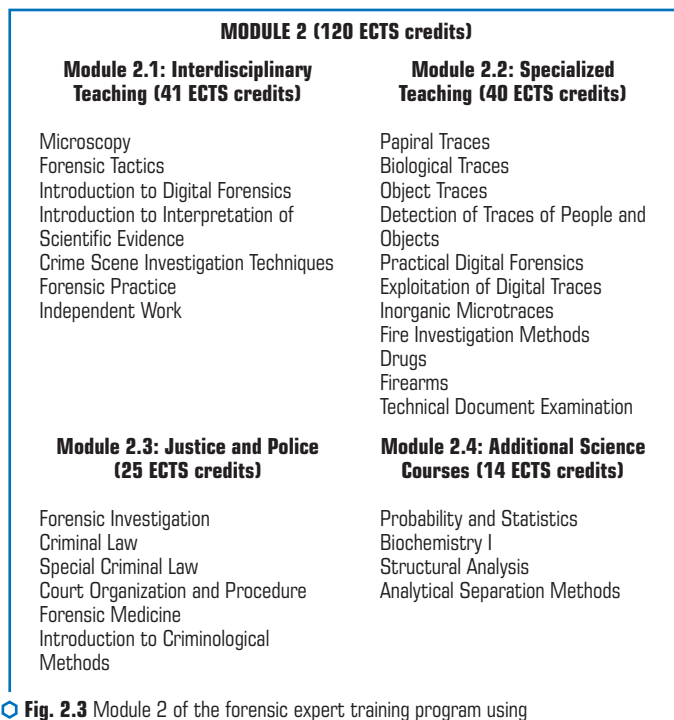 MODULE 2 (120 ECTS credits)
Module 2.1: Interdisciplinary
Teaching (41 ECTS credits)
Microscopy
Forensic Tactics
Introduction to Digital Forensics
Introduction to Interpretation of
Scientific Evidence
Crime Scene Investigation Techniques
Forensic Practice
Independent Work
Module 2.2: Specialized
Teaching (40 ECTS credits)
Papiral Traces
Biological Traces
Object Traces
Detection of Traces of People and
Objects
Practical Digital Forensics
Exploitation of Digital Traces
Inorganic Microtraces
Fire Investigation Methods
Drugs
Firearms
Technical Document Examination
Module 2.3: Justice and Police
(25 ECTS credits)
Forensic Investigation
Criminal Law
Special Criminal Law
Court Organization and Procedure
Forensic Medicine
Introduction to Criminological
Methods
Module 2.4: Additional Science
Courses (14 ECTS credits)
Probability and Statistics
Biochemistry I
Structural Analysis
Analytical Separation Methods
Fig. 2.3 Module 2 of the forensic expert training program using